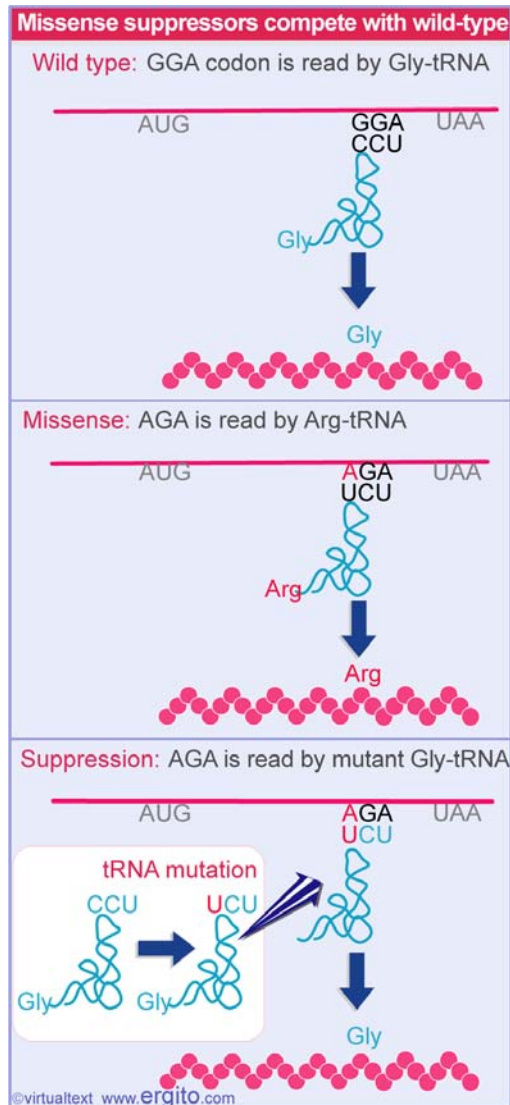 Missense suppressors compete with wild-type
Wild type: GGA codon is read by Gly-tRNA
AUG GGA UAA
CCU
Gly
Gly
Missense: AGA is read by Arg-tRNA
AUG AGA UAA
UCU
Arg
Arg
Suppression: AGA is read by mutant Gly-tRNA
AUG AGA UAA
UCU
tRNA mutation
CCU UCU
Gly Gly
Gly
©virtualtext www.ergito.com